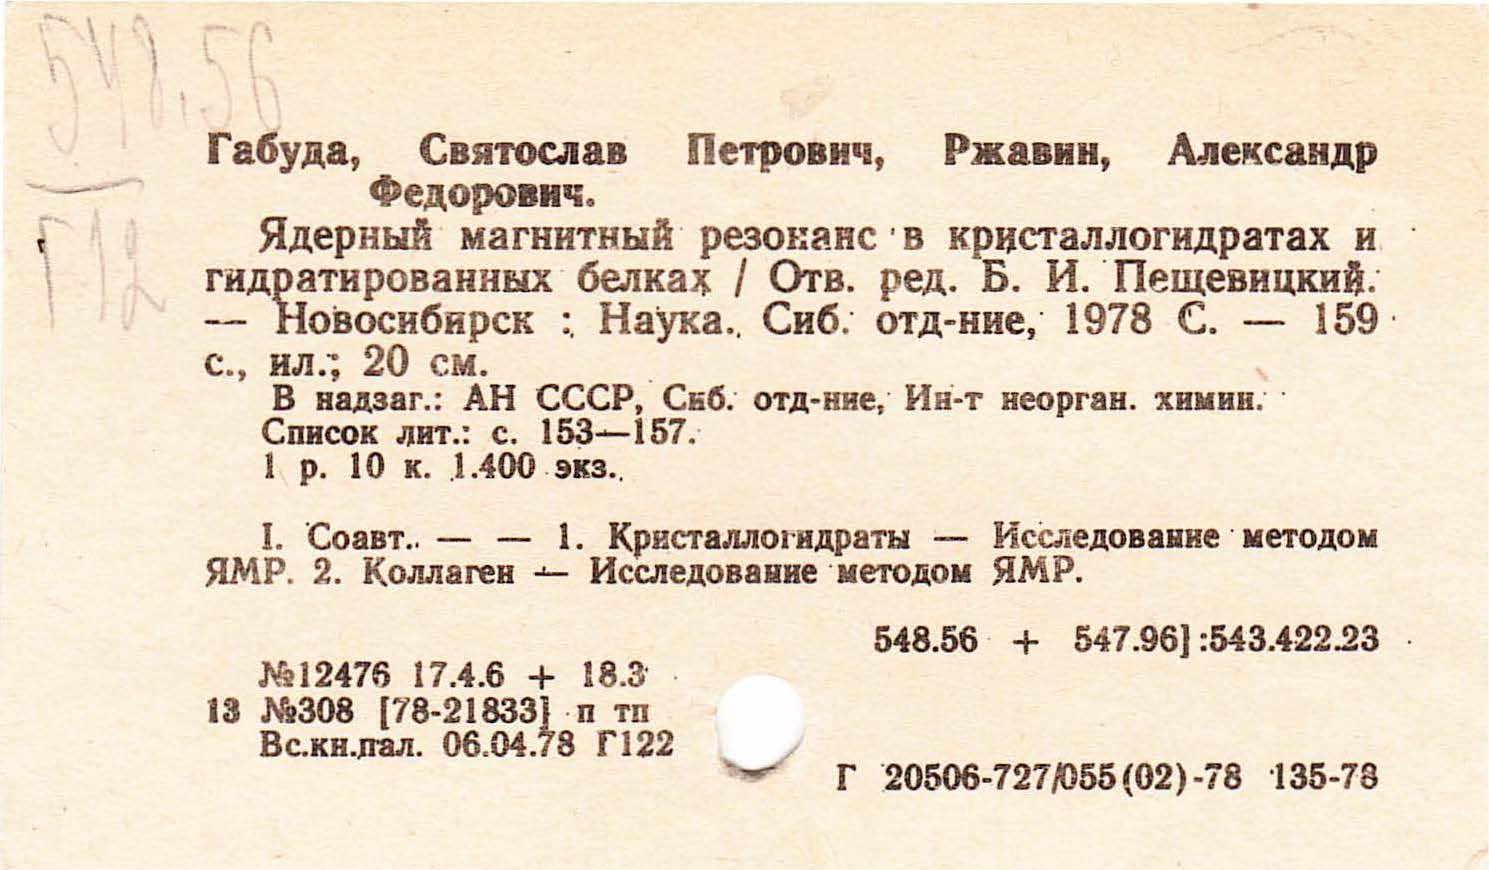 548.56
Г12
Габуда, Святослав Петрович, Ржавин, Александр
Федорович.
Ядерный магнитный резонанс в кристаллогидратах и
гидратированных белках / Отв. ред. Б. И. Пещевицкий.
— Новосибирск : Наука. Сиб. отд-ние, 1978 С. — 159
с., ил.; 20 см.
В надзаг.: АН СССР, Сиб. отд-ние, Ин-т неорган. химии.
Список лит.: с. 153—157.
1 р. 10 к. 1.400 экз.
I. Соавт. — — 1. Кристаллогидраты — Исследование методом
ЯМР. 2. Коллаген — Исследование методом ЯМР.
548.56 + 547.96]:543.422.23
№12476 17.4.6 + 18.3
13 №308 [78-21833] п тп
Вс.кн.пал. 06.04.78 Г122
Г 20506-727/055(02)-78 135-78